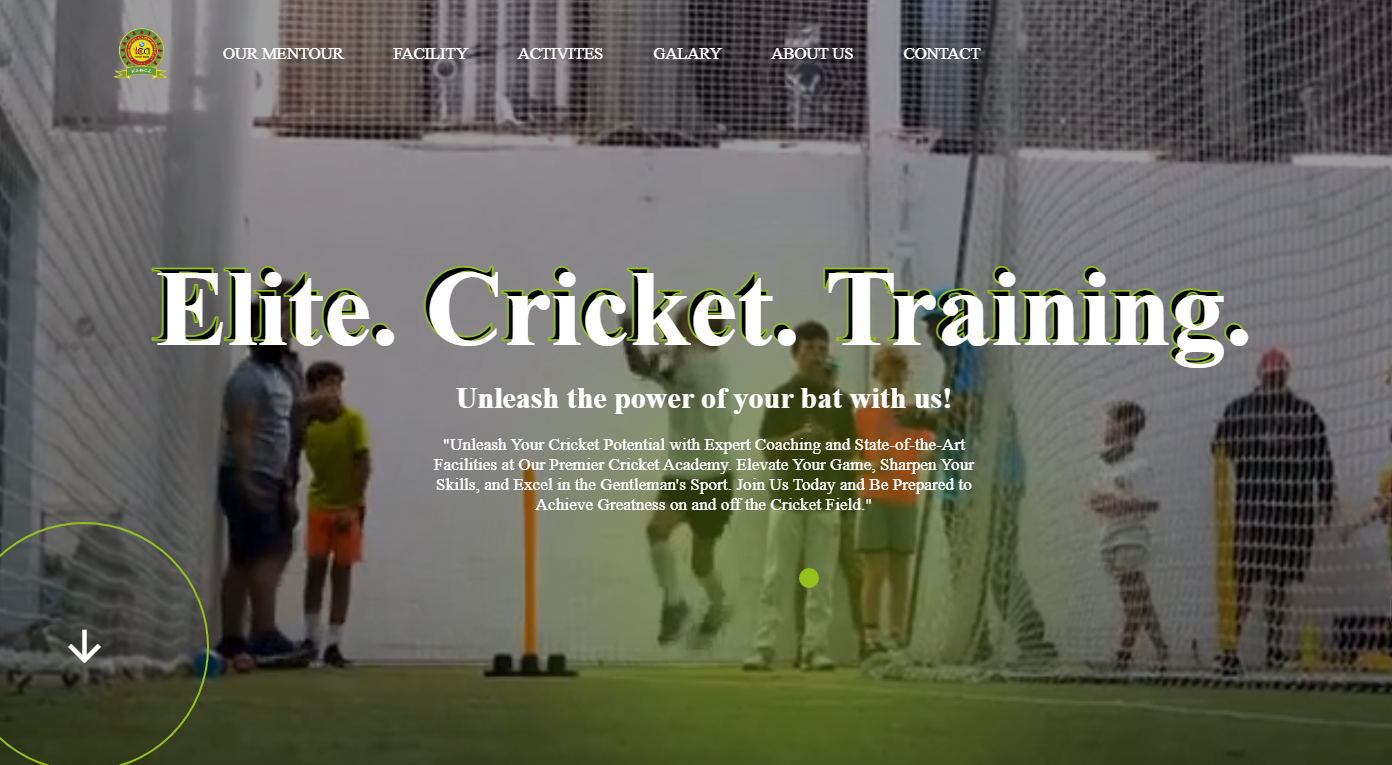 OUR MENTOUR FACILITY ACTIVITES GALARY ABOUT US CONTACT
Elite. Cricket. Training.
Unleash the power of your bat with us!
"Unleash Your Cricket Potential with Expert Coaching and State-of-the-Art
Facilities at Our Premier Cricket Academy. Elevate Your Game, Sharpen Your
Skills, and Excel in the Gentleman's Sport. Join Us Today and Be Prepared to
Achieve Greatness on and off the Cricket Field."